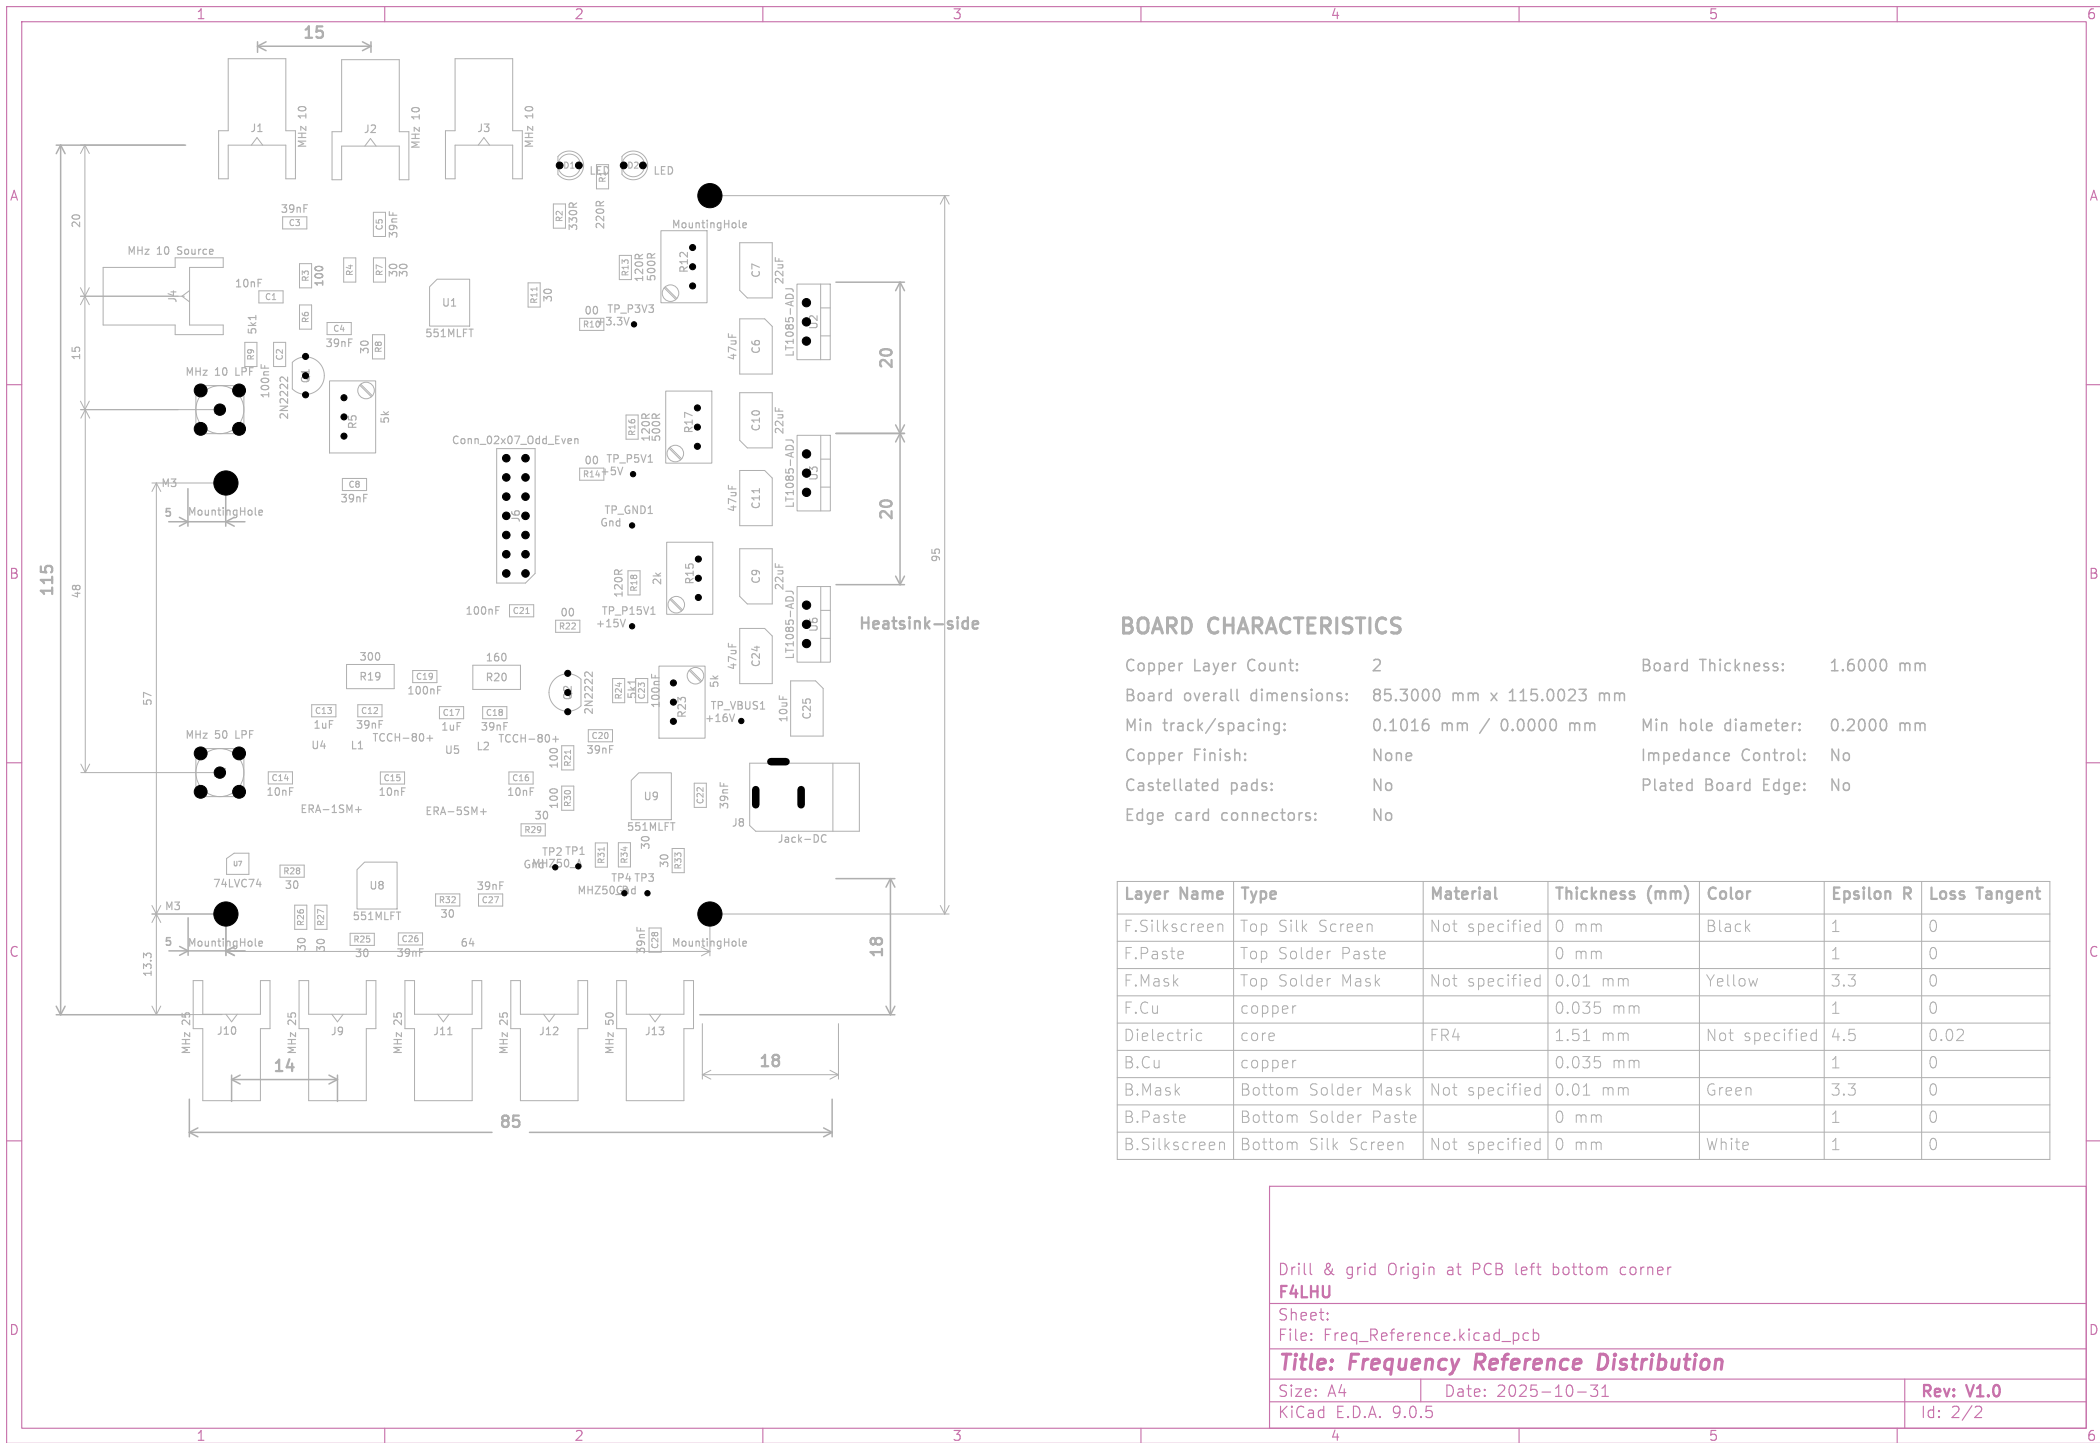 1 2 3 4 5 6
15
J1
MHz 10
J2
MHz 10
J3
MHz 10
D1
LED
D2
LED
R1
A
A
20
39nF
C3
C5
39nF
R2
330R
220R
MountingHole
MHz 10 Source
J4
10nF
C1
R3
100
R4
R7
30
30
R13
120R
500R
R12
C7
22uF
U1
551MLFT
R11
30
TP_P3V3
00
R10
+3.3V
LT1085-ADJ
U2
5k1
R6
C4
39nF
30
R8
47uF
C6
20
15
R9
C2
MHz 10 LPF
100nF
2N2222
R5
5k
Conn_02x07_Odd_Even
R16
120R
500R
R17
C10
22uF
00
TP_P5V1
R14
+5V
LT1085-ADJ
U3
M3
C8
39nF
47uF
C11
20
5
MountingHole
J6
TP_GND1
Gnd
95
115
48
B
B
120R
R18
2k
R15
C9
22uF
100nF
C21
00
TP_P15V1
R22
+15V
LT1085-ADJ
U6
Heatsink-side
300
R19
C19
100nF
160
R20
47uF
C24
57
2N2222
R24
5k1
C23
100nF
R23
5k
C13
1uF
C12
39nF
C17
1uF
C18
39nF
TP_VBUS1
+16V
10uF
C25
MHz 50 LPF
U4
L1
TCCH-80+
U5
L2
TCCH-80+
C20
39nF
100
R21
C14
10nF
C15
10nF
C16
10nF
100
R30
U9
551MLFT
C22
39nF
J8
Jack-DC
ERA-1SM+
ERA-5SM+
30
R29
U7
74LVC74
R28
30
U8
551MLFT
TP2
TP1
Gnd
MHZ50_A
R31
R34
30
30
R33
TP4
TP3
M3
R26
30
R27
30
R32
30
39nF
C27
5
MountingHole
R25
30
C26
39nF
64
39nF
C28
MountingHole
18
C
C
13.3
MHz 25
J10
MHz 25
J9
MHz 25
J11
MHz 25
J12
MHz 50
J13
14
18
85
BOARD CHARACTERISTICS
Copper Layer Count: 2 Board Thickness: 1.6000 mm
Board overall dimensions: 85.3000 mm x 115.0023 mm
Min track/spacing: 0.1016 mm / 0.0000 mm Min hole diameter: 0.2000 mm
Copper Finish: None Impedance Control: No
Castellated pads: No Plated Board Edge: No
Edge card connectors: No
Layer Name Type Material Thickness (mm) Color Epsilon R Loss Tangent
F.Silkscreen Top Silk Screen Not specified 0 mm Black 1 0
F.Paste Top Solder Paste 0 mm 1 0
F.Mask Top Solder Mask Not specified 0.01 mm Yellow 3.3 0
F.Cu copper 0.035 mm 1 0
Dielectric core FR4 1.51 mm Not specified 4.5 0.02
B.Cu copper 0.035 mm 1 0
B.Mask Bottom Solder Mask Not specified 0.01 mm Green 3.3 0
B.Paste Bottom Solder Paste 0 mm 1 0
B.Silkscreen Bottom Silk Screen Not specified 0 mm White 1 0
Drill & grid Origin at PCB left bottom corner
F4LHU
Sheet:
File: Freq_Reference.kicad_pcb
D
D
Title: Frequency Reference Distribution
Size: A4 Date: 2025-10-31 Rev: V1.0
KiCad E.D.A. 9.0.5 Id: 2/2
1 2 3 4 5 6